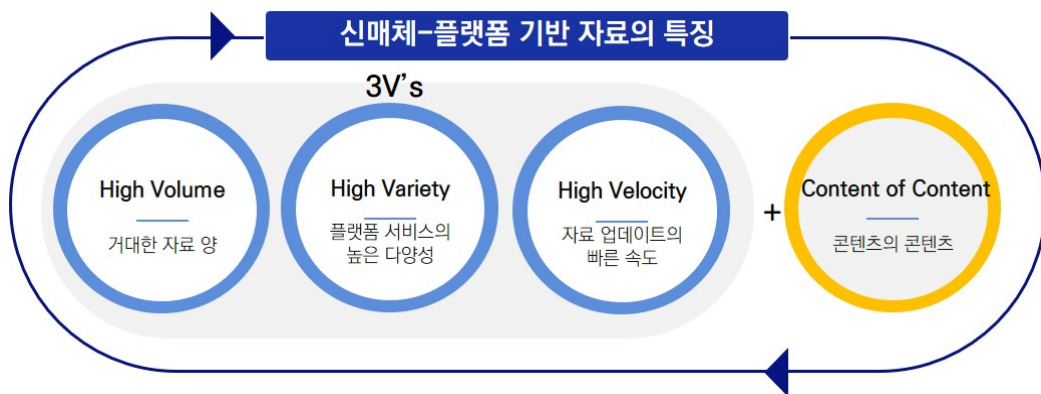 신매체-플랫폼 기반 자료의 특징
3V's
High Volume
거대한 자료 양
High Variety
플랫폼 서비스의
높은 다양성
High Velocity
자료 업데이트의
빠른 속도
+
Content of Content
콘텐츠의 콘텐츠